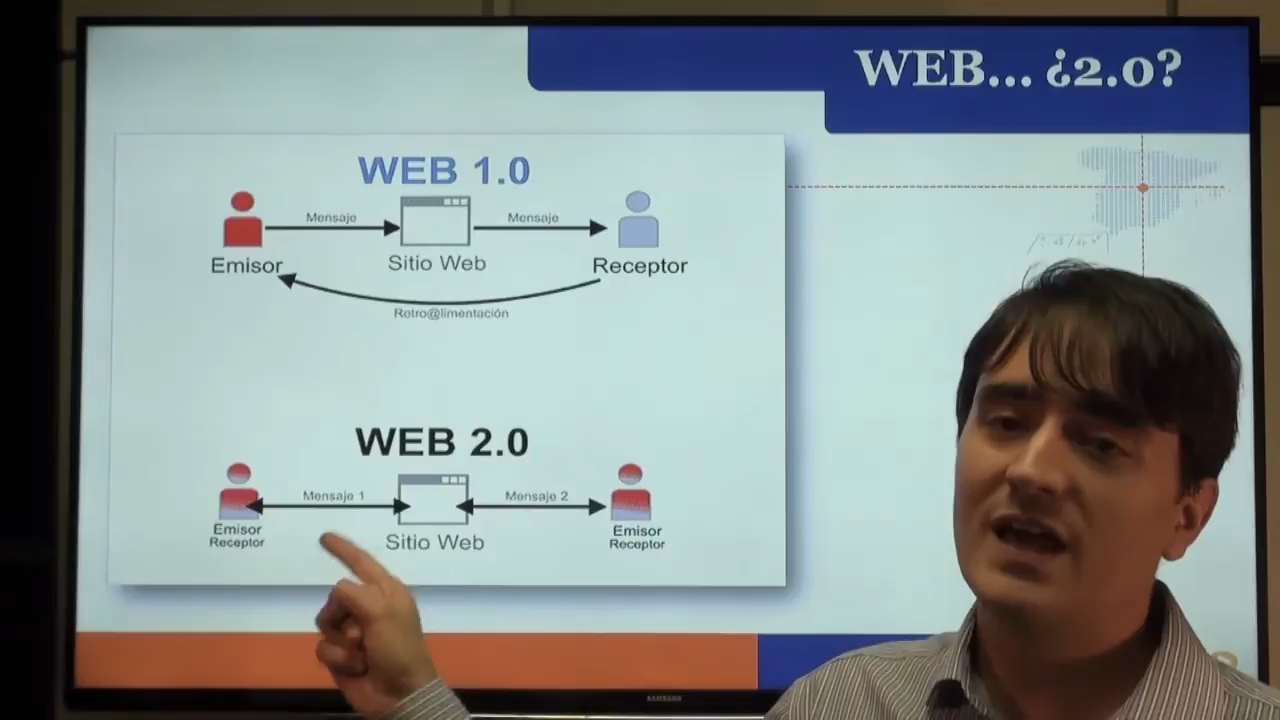 WEB... ¿2.0?
WEB 1.0
Mensaje
Mensaje
Emisor
Sitio Web
Receptor
Retro@limentación
WEB 2.0
Mensaje 1
Mensaje 2
Emisor
Receptor
Sitio Web
Emisor
Receptor
SAMSUNG